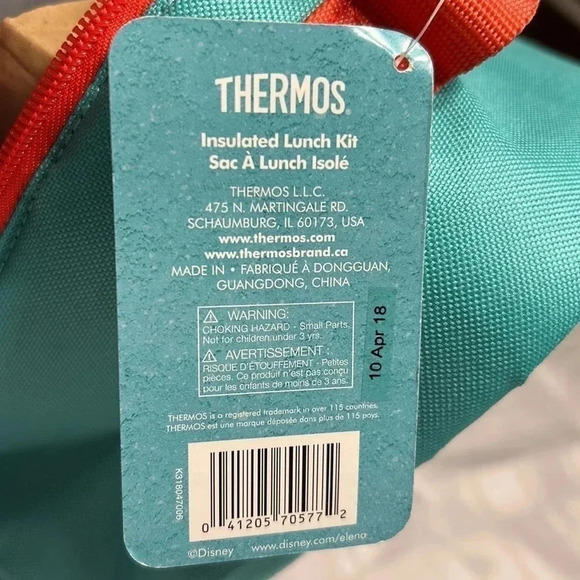 THERMOS®
Insulated Lunch Kit
Sac À Lunch Isolé
THERMOS L.L.C.
475 N. MARTINGALE RD.
SCHAUMBURG, IL 60173, USA
www.thermos.com
www.thermosbrand.ca
MADE IN • FABRIQUÉ À DONGGUAN,
GUANGDONG, CHINA
⚠ WARNING:
CHOKING HAZARD - Small Parts.
Not for children under 3 yrs.
⚠ AVERTISSEMENT :
RISQUE D'ÉTOUFFEMENT - Petites
pièces. Ce produit n'est pas conçu
pour les enfants de moins de 3 ans.
10 Apr 18
THERMOS is a registered trademark in over 115 countries.
THERMOS est une marque déposée dans plus de 115 pays.
K318047006
0 41205 70577 2
©Disney www.disney.com/elena